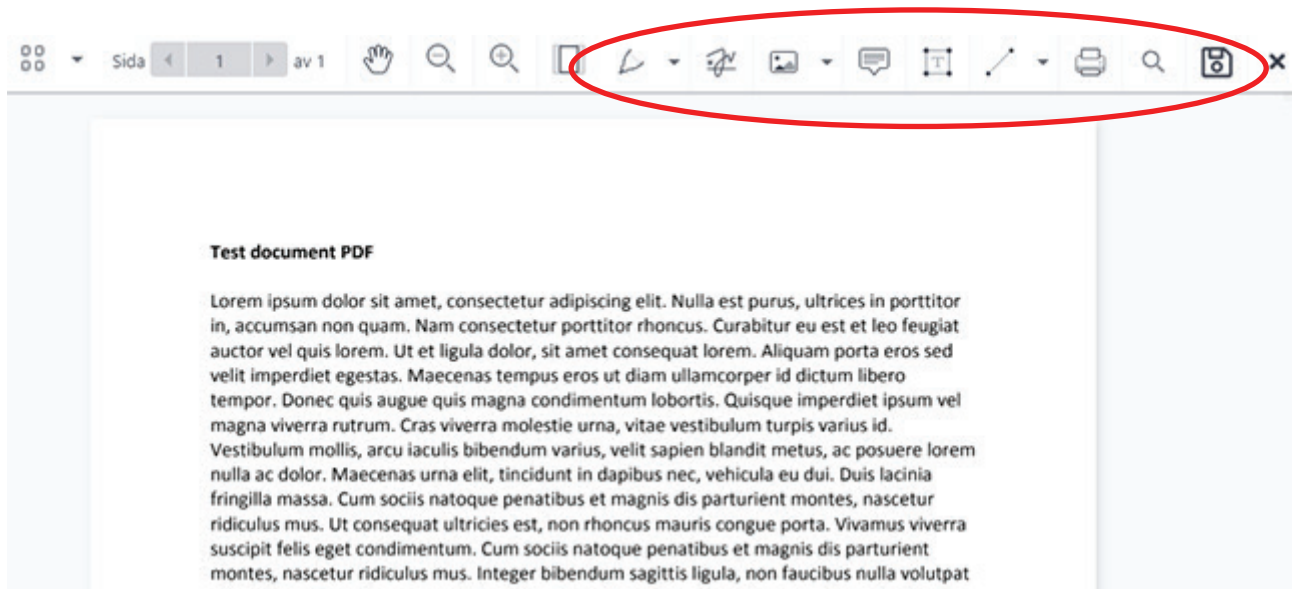 Sida 1 av 1
Test document PDF
Lorem ipsum dolor sit amet, consectetur adipiscing elit. Nulla est purus, ultrices in porttitor
in, accumsan non quam. Nam consectetur porttitor rhoncus. Curabitur eu est et leo feugiat
auctor vel quis lorem. Ut et ligula dolor, sit amet consequat lorem. Aliquam porta eros sed
velit imperdiet egestas. Maecenas tempus eros ut diam ullamcorper id dictum libero
tempor. Donec quis augue quis magna condimentum lobortis. Quisque imperdiet ipsum vel
magna viverra rutrum. Cras viverra molestie urna, vitae vestibulum turpis varius id.
Vestibulum mollis, arcu iaculis bibendum varius, velit sapien blandit metus, ac posuere lorem
nulla ac dolor. Maecenas urna elit, tincidunt in dapibus nec, vehicula eu dui. Duis lacinia
fringilla massa. Cum sociis natoque penatibus et magnis dis parturient montes, nascetur
ridiculus mus. Ut consequat ultricies est, non rhoncus mauris congue porta. Vivamus viverra
suscipit felis eget condimentum. Cum sociis natoque penatibus et magnis dis parturient
montes, nascetur ridiculus mus. Integer bibendum sagittis ligula, non faucibus nulla volutpat